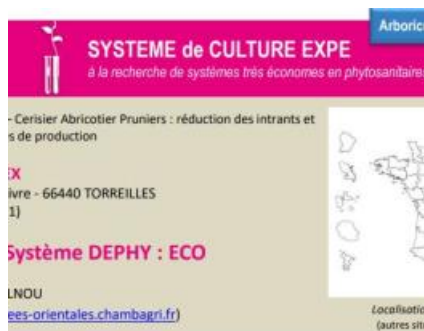 Arboric
SYSTEME de CULTURE EXPE
à la recherche de systèmes très économes en phytosanitaires
- Cerisier Abricotier Pruniers : réduction des intrants et
s de production
EX
ivre - 66440 TORREILLES
1)
Système DEPHY : ECO
LNOU
ees-orientales.chambagri.fr)
Localisatio
(autres sit